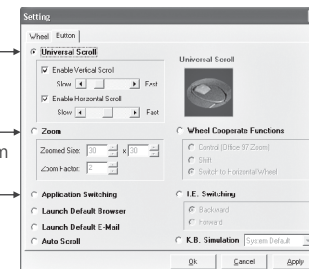 Setting
Wheel Button
Universal Scroll
Enable Vertical Scroll
Slow Fast
Enable Horizontal Scroll
Slow Fast
Universal Scroll
Zoom
Zoomed Size: 30 x 30
Zoom Factor: 2
m
Wheel Cooperate Functions
Control (Office 97 Zoom)
Shift
Switch to Horizontal Wheel
Application Switching
Launch Default Browser
Launch Default E-Mail
Auto Scroll
I.E. Switching
Backward
Forward
K.B. Simulation System Default
Ok Cancel Apply